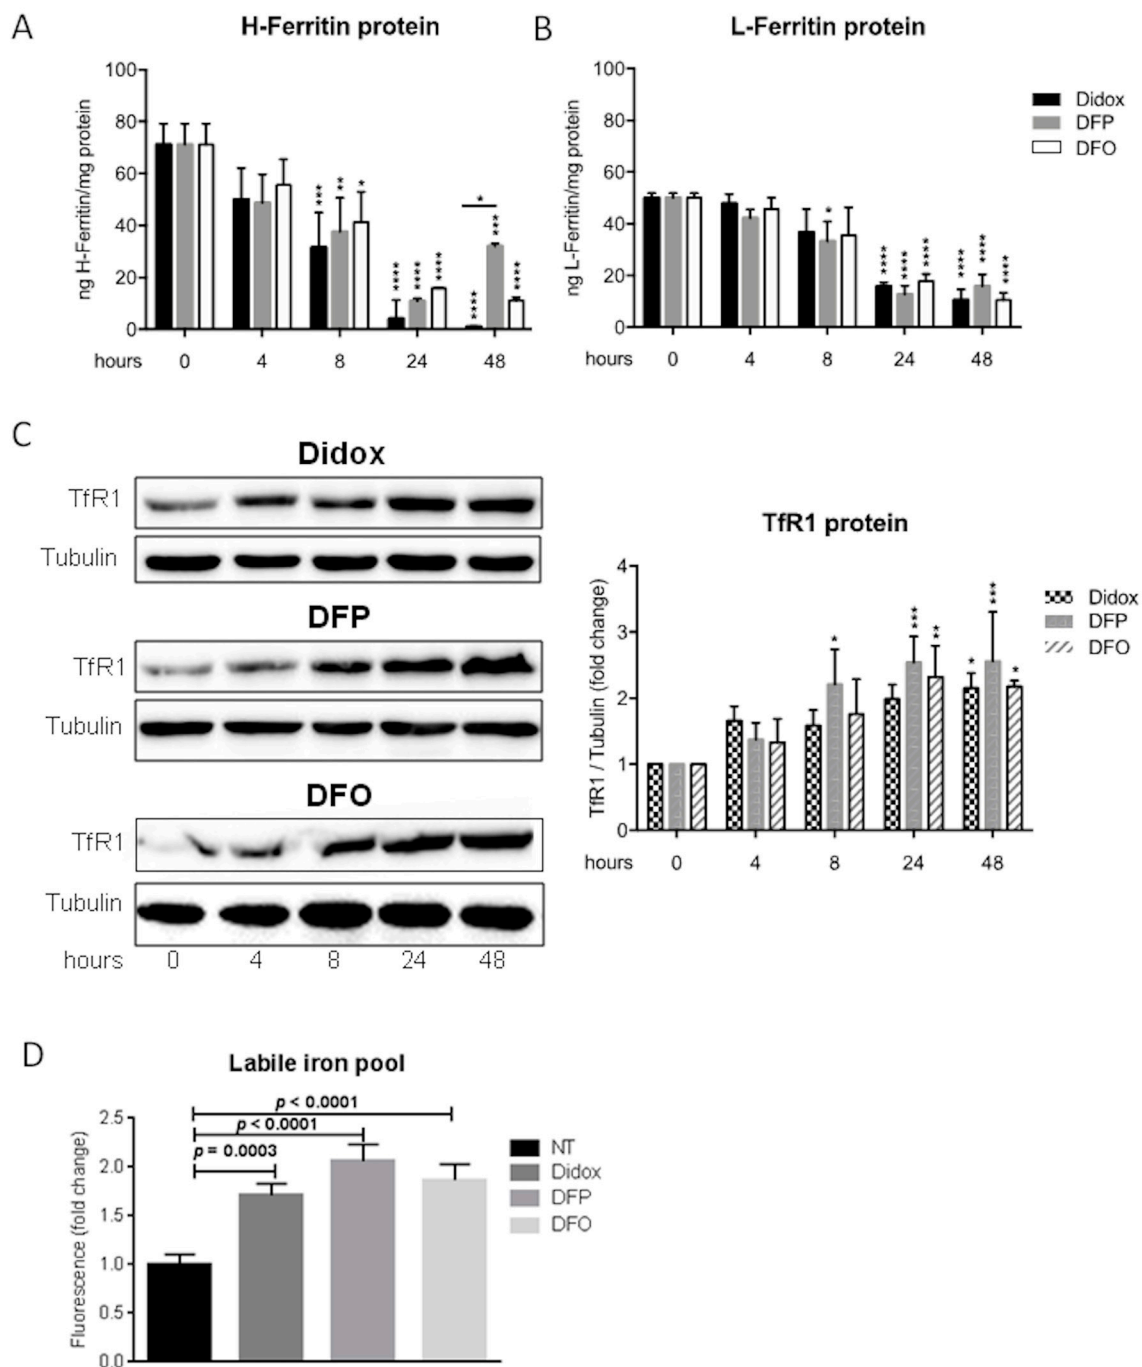 A
H-Ferritin protein
ng H-Ferritin/mg protein
100
80
60
40
20
0
*** ** * **** **** **** **** * *** ****
hours 0 4 8 24 48
B
L-Ferritin protein
ng L-Ferritin/mg protein
100
80
60
40
20
0
* **** **** **** **** **** ****
hours 0 4 8 24 48
Didox
DFP
DFO
C
Didox
TfR1
Tubulin
DFP
TfR1
Tubulin
DFO
TfR1
Tubulin
hours 0 4 8 24 48
TfR1 protein
TfR1 / Tubulin (fold change)
4
3
2
1
0
* *** ** * *** *
hours 0 4 8 24 48
Didox
DFP
DFO
D
Labile iron pool
Fluorescence (fold change)
2.5
2.0
1.5
1.0
0.5
0.0
p < 0.0001
p < 0.0001
p = 0.0003
NT
Didox
DFP
DFO